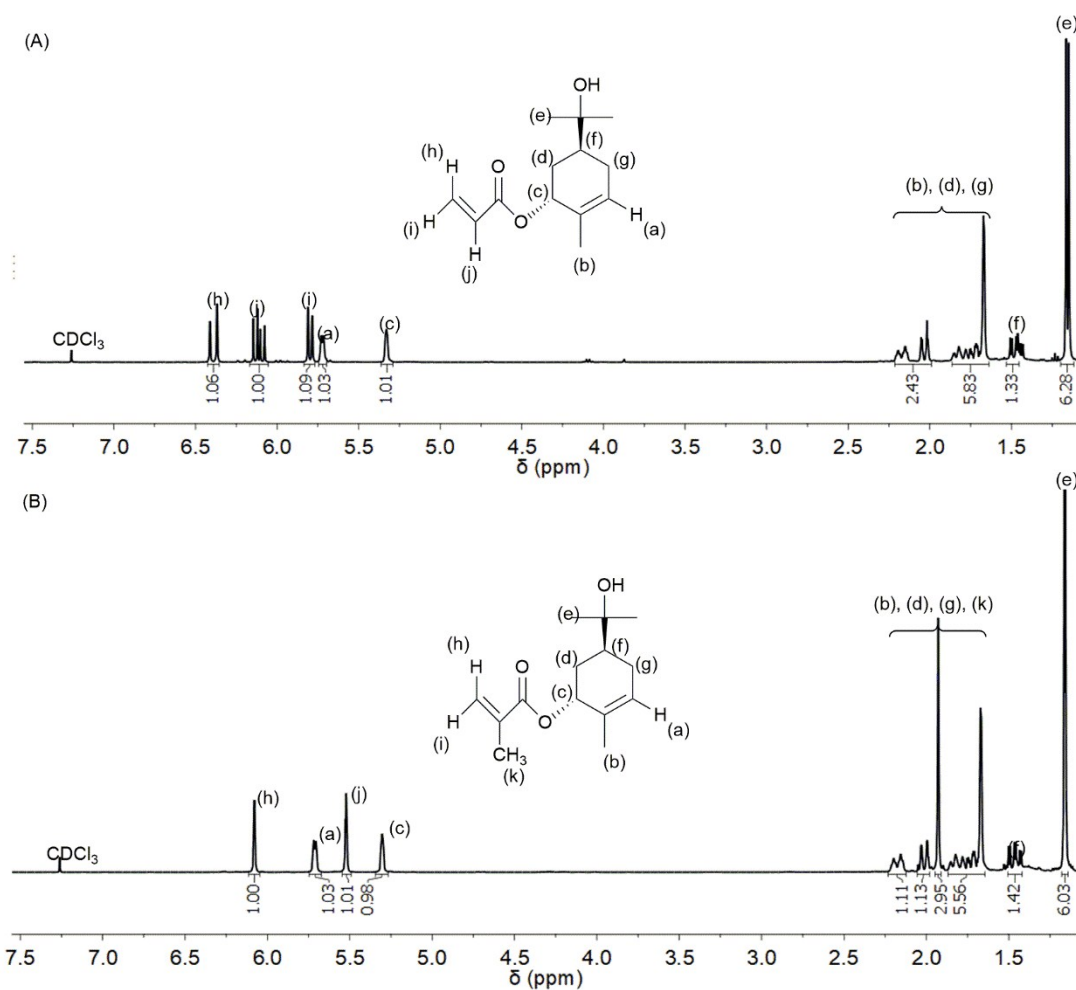 (A)
(e)
OH
(e)
(f)
(h)
(d)
(g)
H
O
(c)
H
O
H
(i)
H
(a)
(j)
(b)
(b), (d), (g)
(h)
(j)
(i)
(a)
(c)
(f)
CDCl3
1.06
1.00
1.09
1.03
1.01
2.43
5.83
1.33
6.28
7.5 7.0 6.5 6.0 5.5 5.0 4.5 4.0 3.5 3.0 2.5 2.0 1.5
δ (ppm)
(B)
(e)
OH
(e)
(f)
(h)
(d)
(g)
H
O
(c)
H
O
H
(i)
CH3
(a)
(k)
(b)
(b), (d), (g), (k)
(h)
(a)
(j)
(c)
(f)
CDCl3
1.00
1.03
1.01
0.98
1.11
1.13
2.95
5.56
1.42
6.03
7.5 7.0 6.5 6.0 5.5 5.0 4.5 4.0 3.5 3.0 2.5 2.0 1.5
δ (ppm)